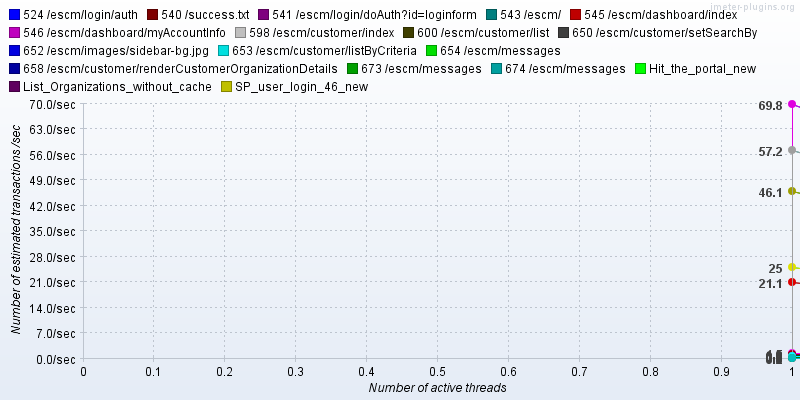 jmeter-plugins.org
524 /escm/login/auth 540 /success.txt 541 /escm/login/doAuth?id=loginform 543 /escm/ 545 /escm/dashboard/index
546 /escm/dashboard/myAccountInfo 598 /escm/customer/index 600 /escm/customer/list 650 /escm/customer/setSearchBy
652 /escm/images/sidebar-bg.jpg 653 /escm/customer/listByCriteria 654 /escm/messages
658 /escm/customer/renderCustomerOrganizationDetails 673 /escm/messages 674 /escm/messages Hit_the_portal_new
List_Organizations_without_cache SP_user_login_46_new
70.0/sec
63.0/sec
56.0/sec
49.0/sec
42.0/sec
35.0/sec
28.0/sec
21.0/sec
14.0/sec
7.0/sec
0.0/sec
Number of estimated transactions /sec
69.8
57.2
46.1
25
21.1
0 0.1 0.2 0.3 0.4 0.5 0.6 0.7 0.8 0.9 1
Number of active threads